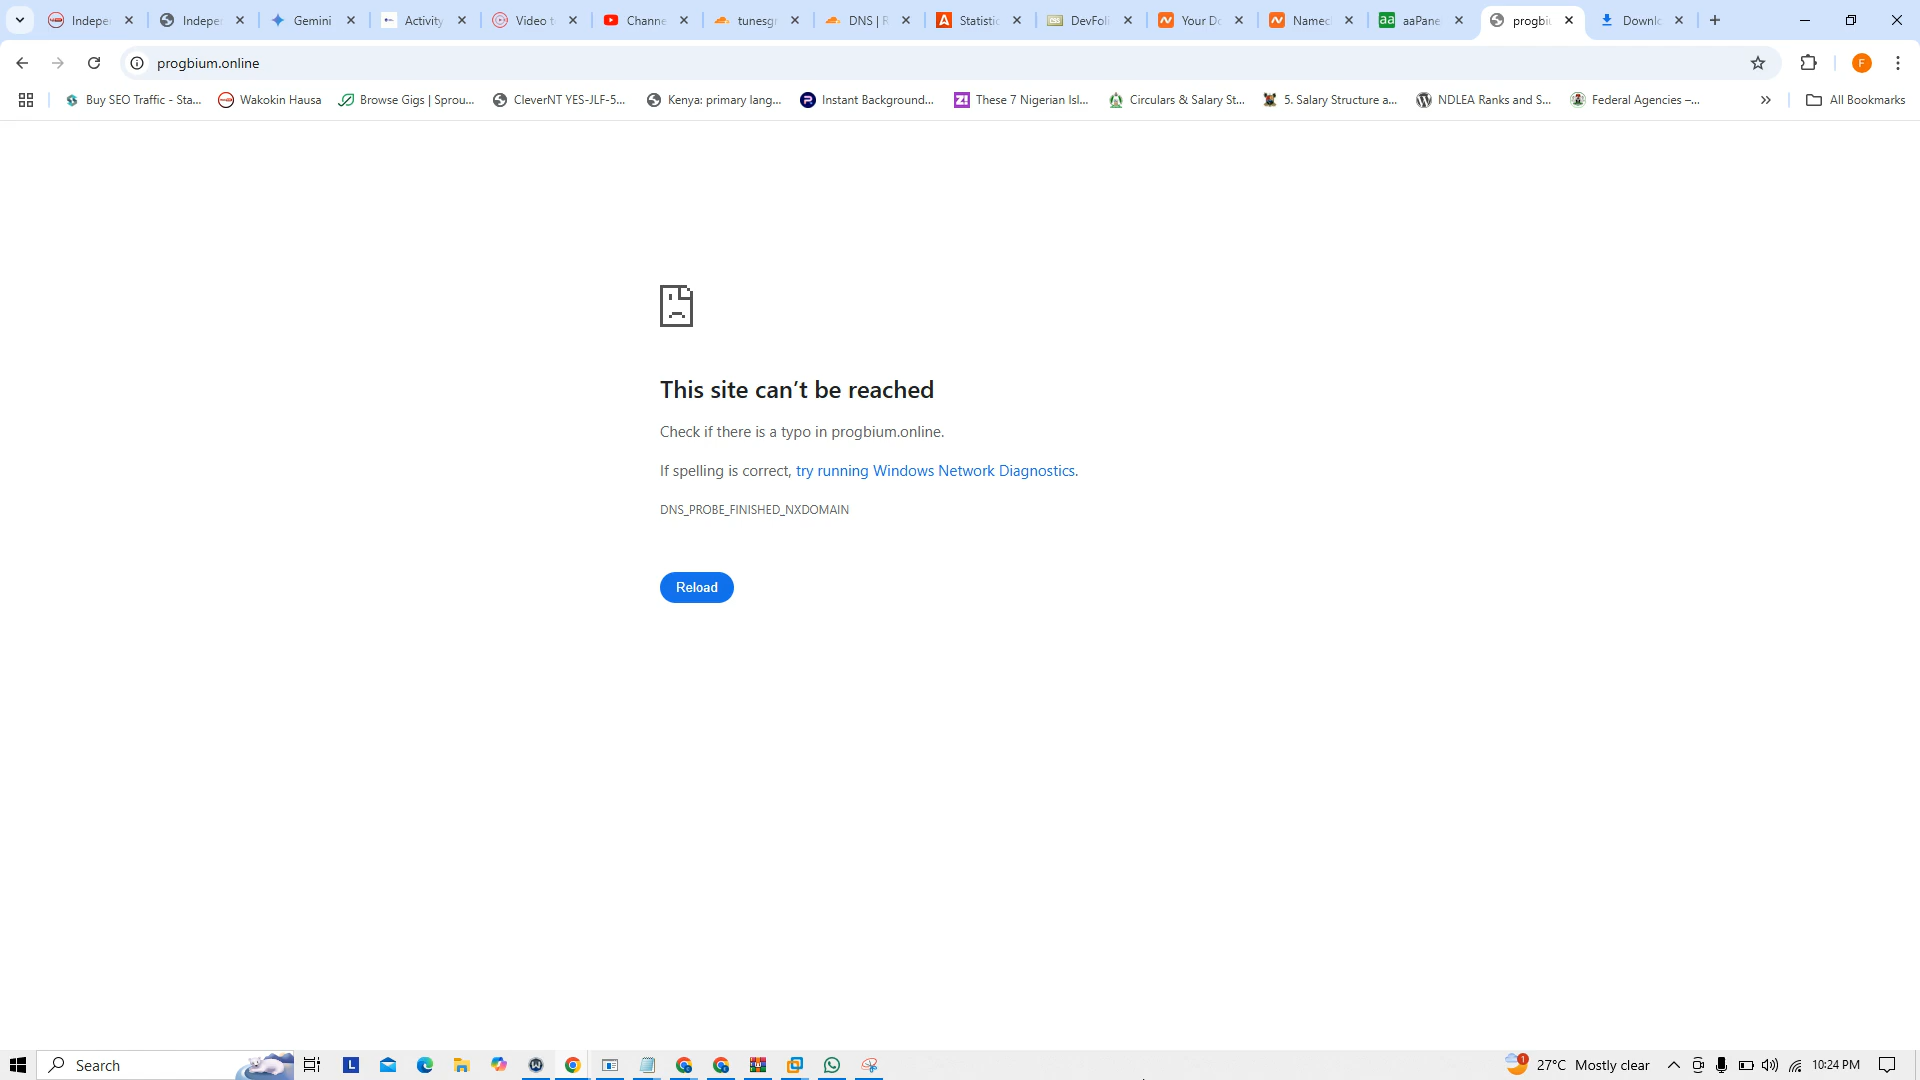 Indepe
Indepe
Gemini
Activity
Video t
Channe
tunesg
DNS | R
Statistic
DevFoli
Your Do
Namec
aaPane
progbiu
Downlo
progbium.online
Buy SEO Traffic - Sta...
Wakokin Hausa
Browse Gigs | Sprou...
CleverNT YES-JLF-5...
Kenya: primary lang...
Instant Background...
These 7 Nigerian Isl...
Circulars & Salary St...
5. Salary Structure a...
NDLEA Ranks and S...
Federal Agencies –...
All Bookmarks
This site can’t be reached
Check if there is a typo in progbium.online.
If spelling is correct, try running Windows Network Diagnostics.
DNS_PROBE_FINISHED_NXDOMAIN
Reload
Search
27°C Mostly clear
10:24 PM